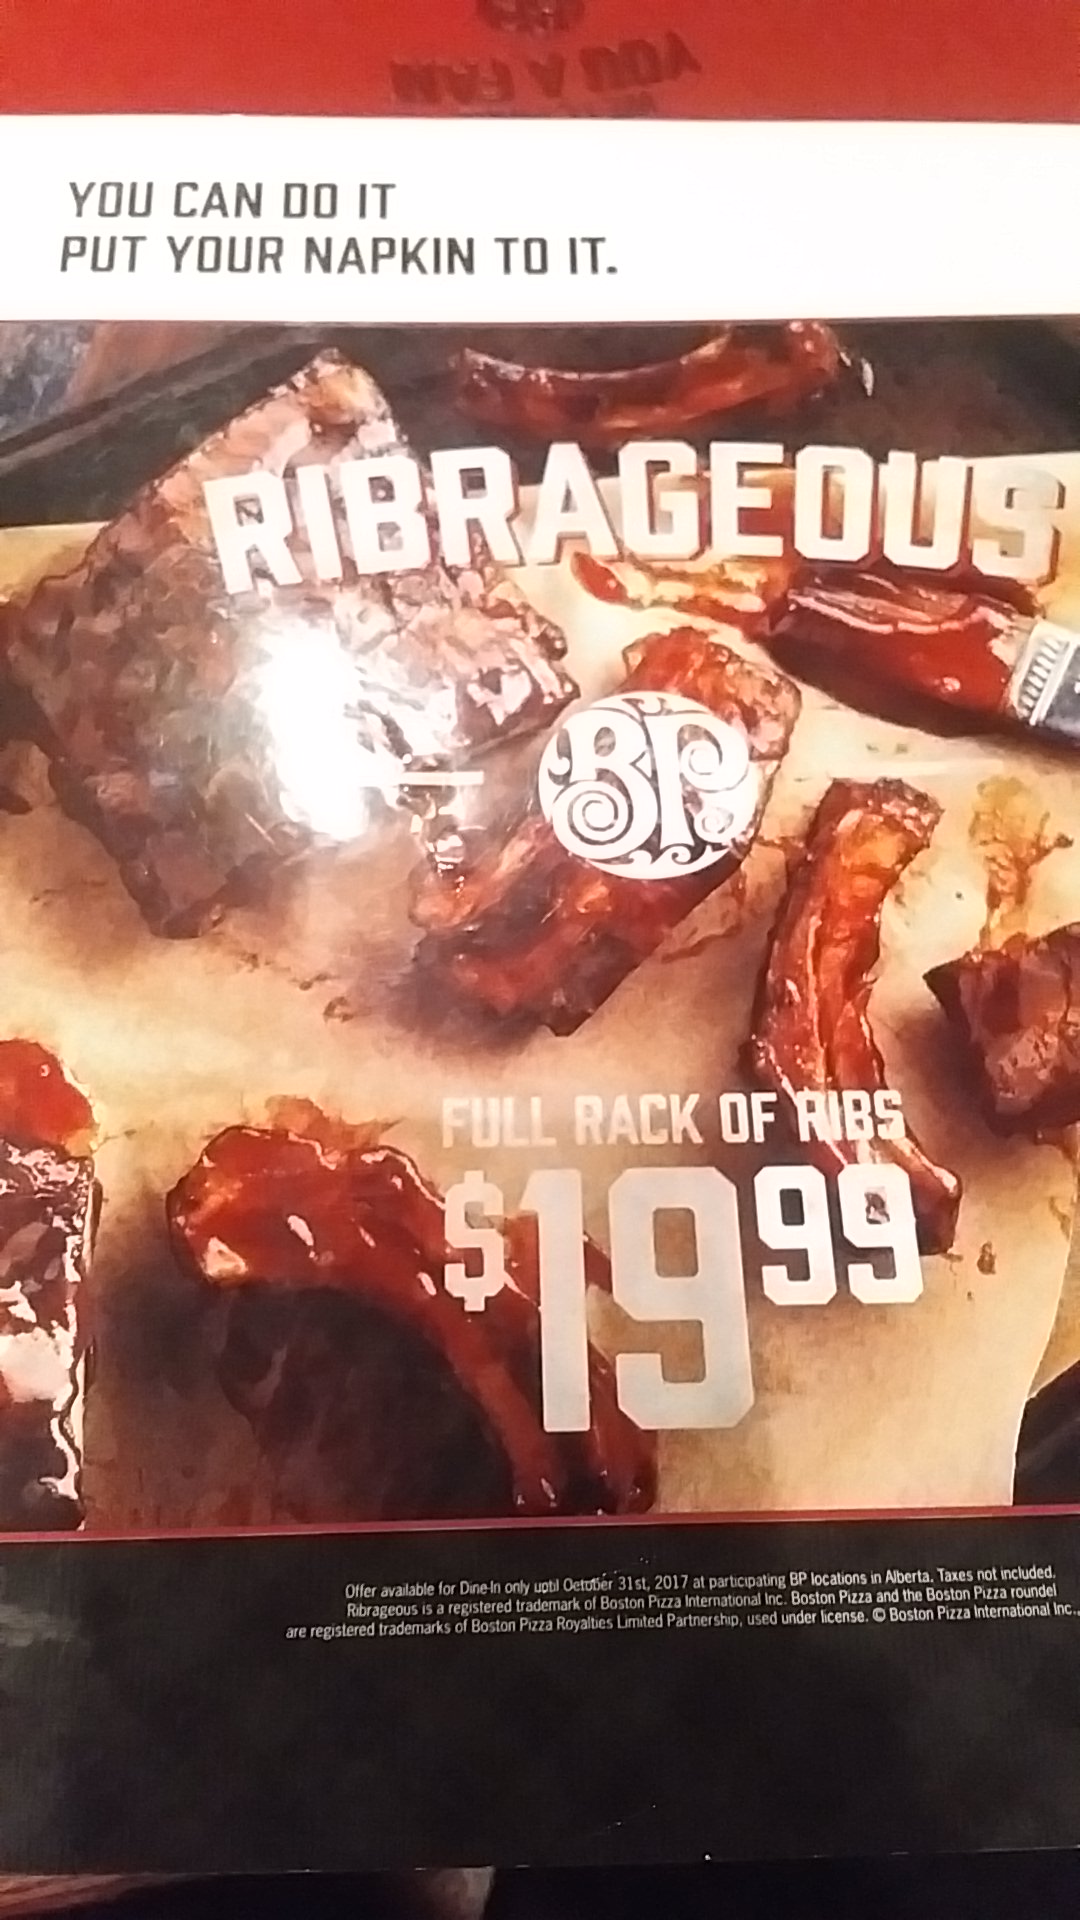 YOU CAN DO IT
PUT YOUR NAPKIN TO IT.
RIBRAGEOUS
BP
FULL RACK OF RIBS
$19 99
Offer available for Dine-In only until October 31st, 2017 at participating BP locations in Alberta. Taxes not included.
Ribrageous is a registered trademark of Boston Pizza International Inc. Boston Pizza and the Boston Pizza roundel
are registered trademarks of Boston Pizza Royalties Limited Partnership, used under license. © Boston Pizza International Inc.